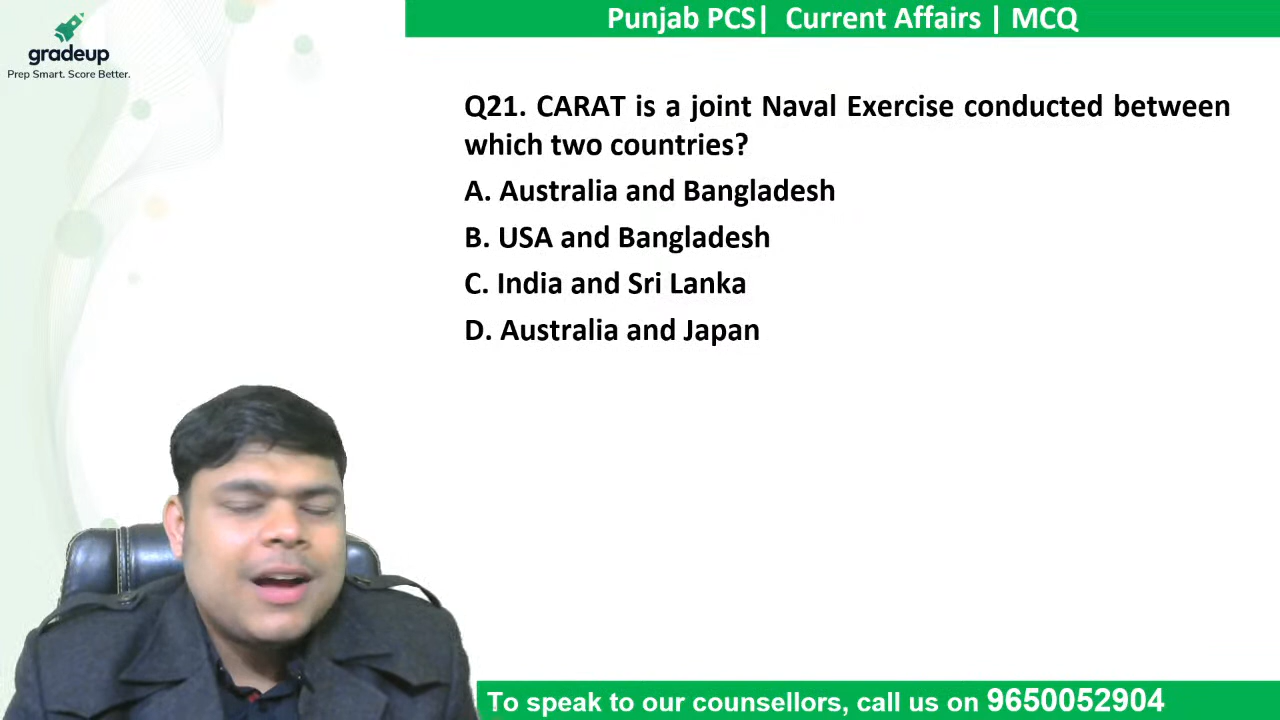 gradeup
Prep Smart. Score Better.
Punjab PCS| Current Affairs | MCQ
Q21. CARAT is a joint Naval Exercise conducted between
which two countries?
A. Australia and Bangladesh
B. USA and Bangladesh
C. India and Sri Lanka
D. Australia and Japan
To speak to our counsellors, call us on 9650052904